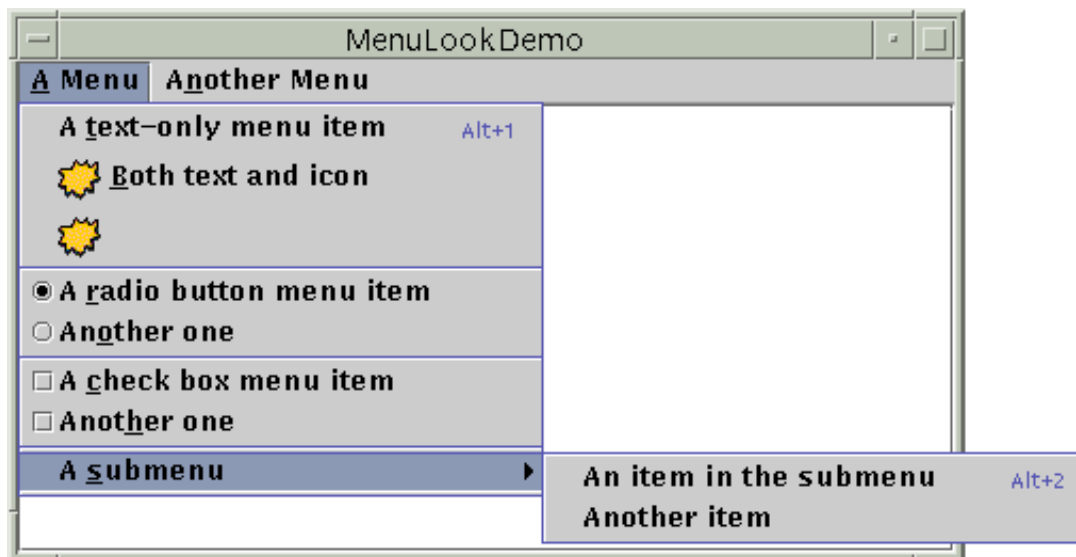 MenuLookDemo
A Menu Another Menu
A text-only menu item Alt+1
Both text and icon
A radio button menu item
Another one
A check box menu item
Another one
A submenu
An item in the submenu Alt+2
Another item